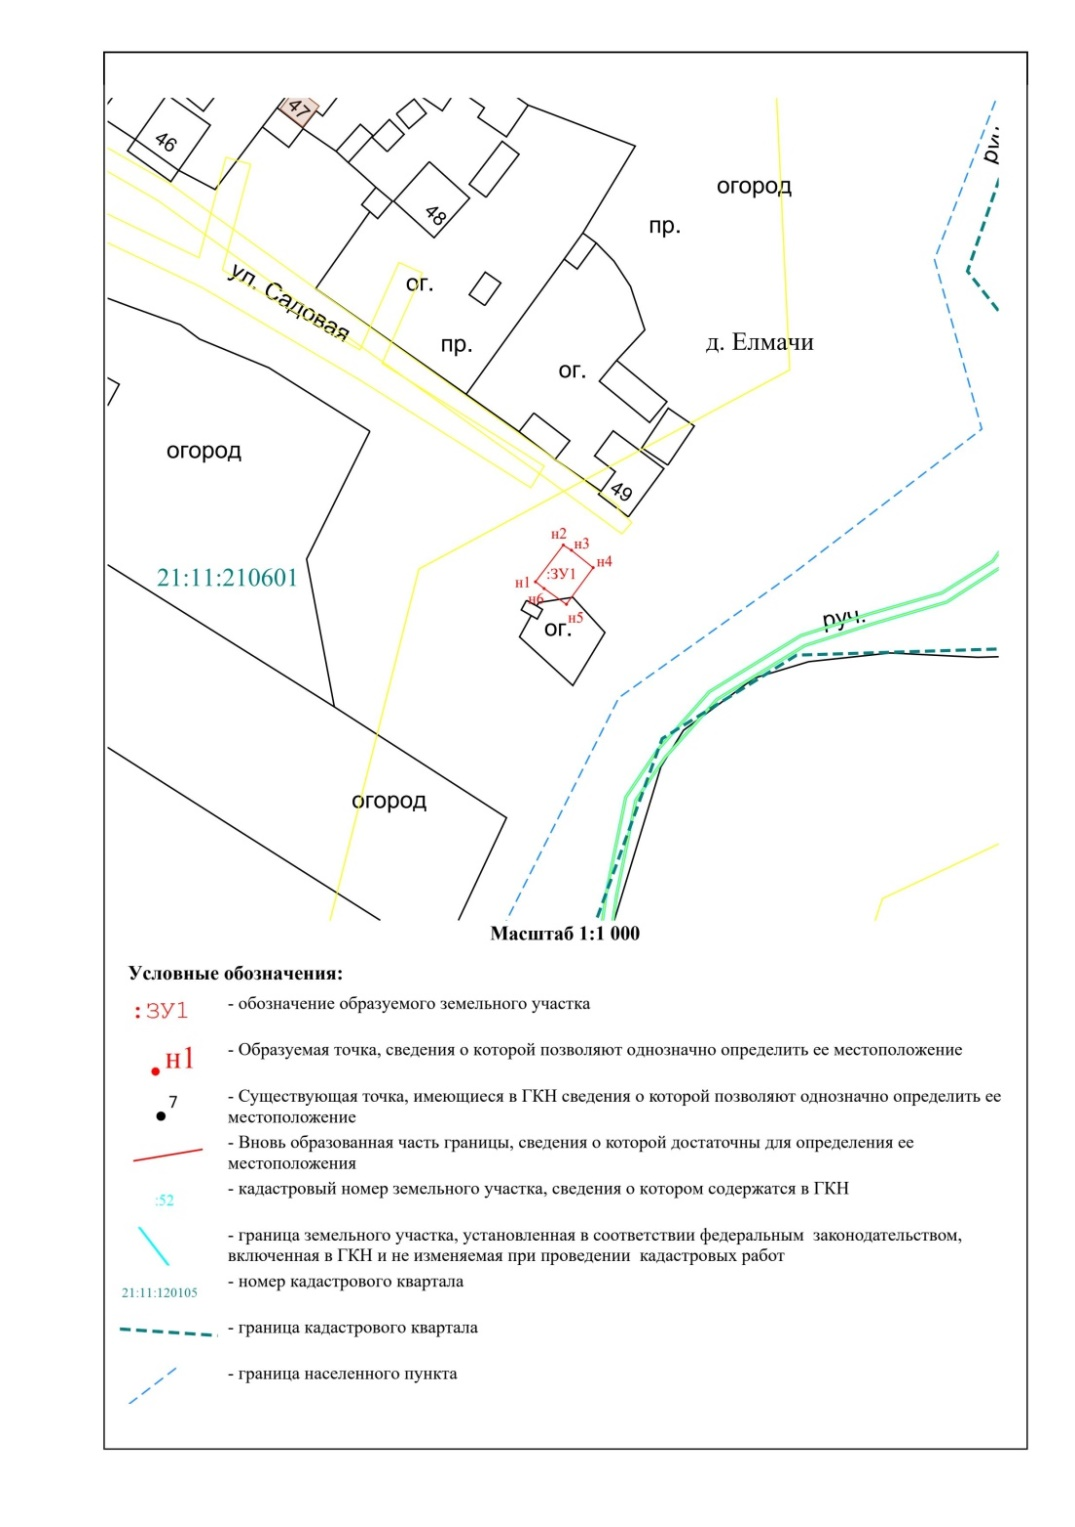 47
46
руч.
огород
48
пр.
ул. Садовая
ог.
пр.
д. Елмачи
ог.
огород
49
н2
н3
н4
:ЗУ1
21:11:210601
н1
н6
н5
руч.
ог.
огород
Масштаб 1:1 000
Условные обозначения:
:ЗУ1
- обозначение образуемого земельного участка
н1
- Образуемая точка, сведения о которой позволяют однозначно определить ее местоположение
7
- Существующая точка, имеющиеся в ГКН сведения о которой позволяют однозначно определить ее
местоположение
- Вновь образованная часть границы, сведения о которой достаточны для определения ее
местоположения
:52
- кадастровый номер земельного участка, сведения о котором содержатся в ГКН
- граница земельного участка, установленная в соответствии федеральным законодательством,
включенная в ГКН и не изменяемая при проведении кадастровых работ
21:11:120105
- номер кадастрового квартала
- граница кадастрового квартала
- граница населенного пункта